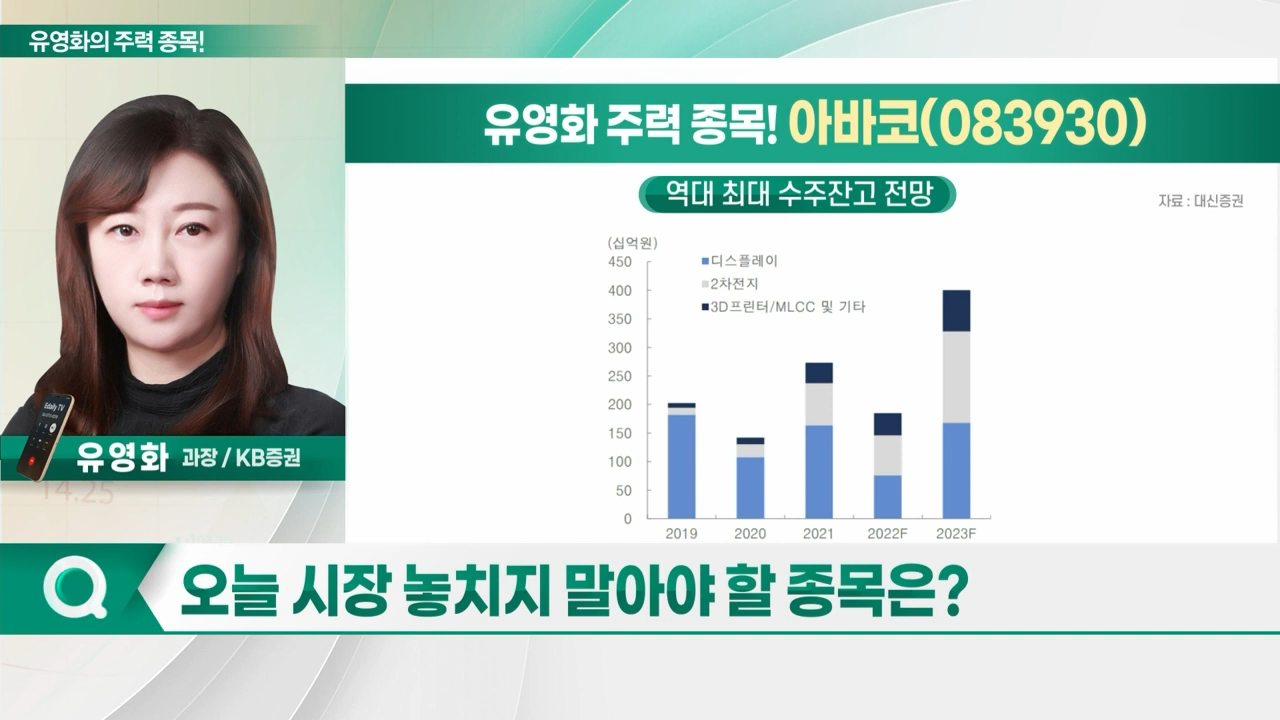 유영화의 주력 종목!
유영화 주력 종목! 아바코(083930)
역대 최대 수주잔고 전망
자료 : 대신증권
(십억원)
450
400
350
300
250
200
150
100
50
0
디스플레이
2차전지
3D프린터/MLCC 및 기타
2019 2020 2021 2022F 2023F
Edaily TV
유영화 과장 / KB증권
14.25
오늘 시장 놓치지 말아야 할 종목은?